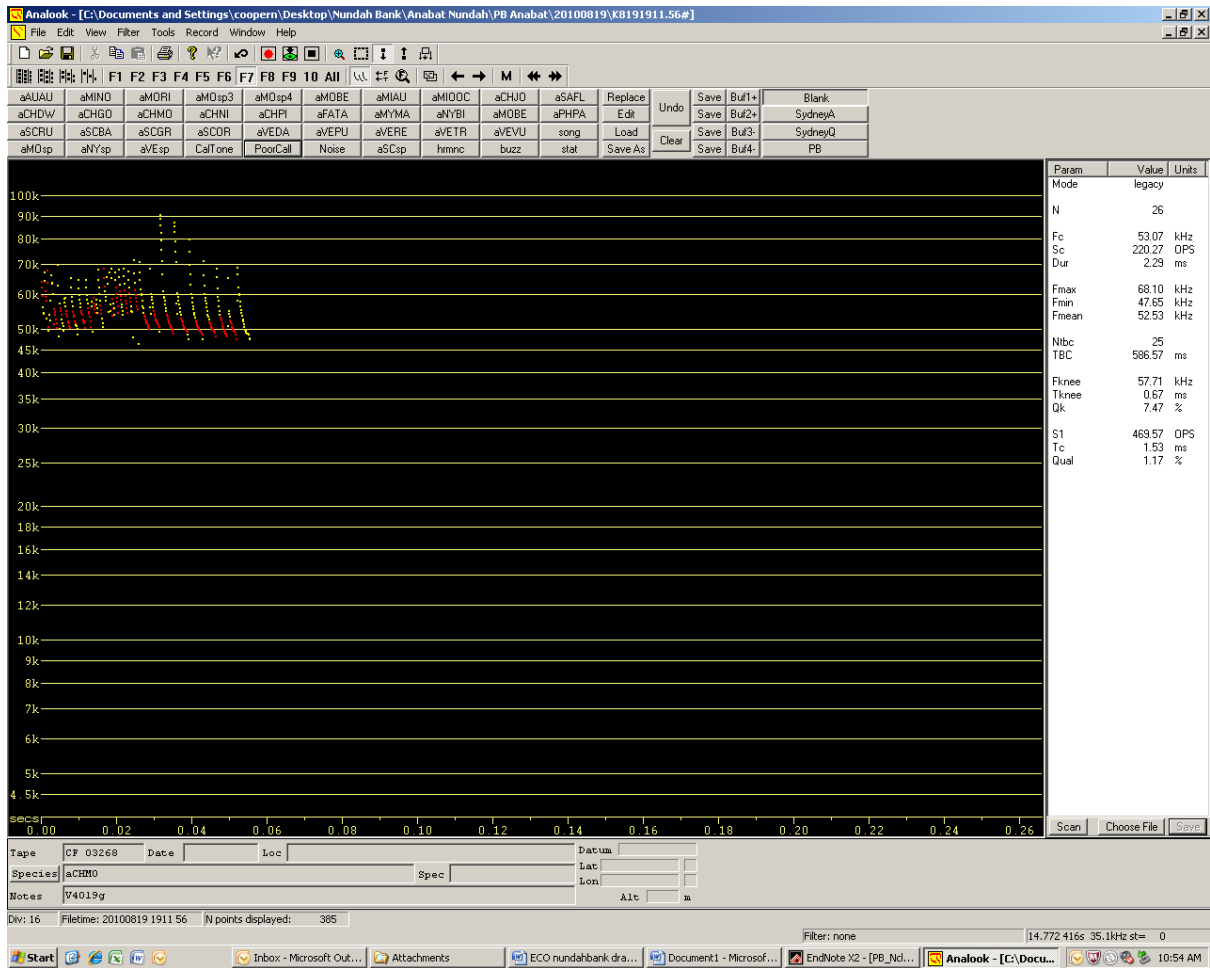 Analook - [C:\Documents and Settings\coopern\Desktop\Nundah Bank\Anabat Nundah\PB Anabat\20100819\K8191911.56#]
File Edit View Filter Tools Record Window Help
F1 F2 F3 F4 F5 F6 F7 F8 F9 10 All M
aAUAU aMINO aMORI aMOsp3 aMOsp4 aMOBE aMIAU aMIOOC aCHJO aSAFL Replace Undo Save Buf1+ Blank
aCHDW aCHGO aCHMO aCHNI aCHPI aFATA aMYMA aNYBI aMOBE aPHPA Edit Save Buf2+ SydneyA
aSCRU aSCBA aSCGR aSCOR aVEDA aVEPU aVERE aVETR aVEVU song Load Clear Save Buf3- SydneyQ
aMOsp aNYsp aVEsp CalTone PoorCall Noise aSCsp hrmnc buzz stat Save As Save Buf4- PB
Param Value Units
Mode legacy
N 26
Fc 53.07 kHz
Sc 220.27 OPS
Dur 2.29 ms
Fmax 68.10 kHz
Fmin 47.65 kHz
Fmean 52.53 kHz
Ntbc 25
TBC 586.57 ms
Fknee 57.71 kHz
Tknee 0.67 ms
Qk 7.47 %
S1 469.57 OPS
Tc 1.53 ms
Qual 1.17 %
100k
90k
80k
70k
60k
50k
45k
40k
35k
30k
25k
20k
18k
16k
14k
12k
10k
9k
8k
7k
6k
5k
4.5k
secs
0.00 0.02 0.04 0.06 0.08 0.10 0.12 0.14 0.16 0.18 0.20 0.22 0.24 0.26
Scan Choose File Save
Tape CF 03268 Date Loc Datum
Species aCHMO Spec Lat
Lon
Notes V4019g Alt m
Div: 16 Filetime: 20100819 1911 56 N points displayed: 385
Filter: none 14.772 416s 35.1kHz st= 0
Start Inbox - Microsoft Out... Attachments ECO nundahbank dra... Document1 - Microsof... EndNote X2 - [PB_Ncl... Analook - [C:\Docu... 10:54 AM